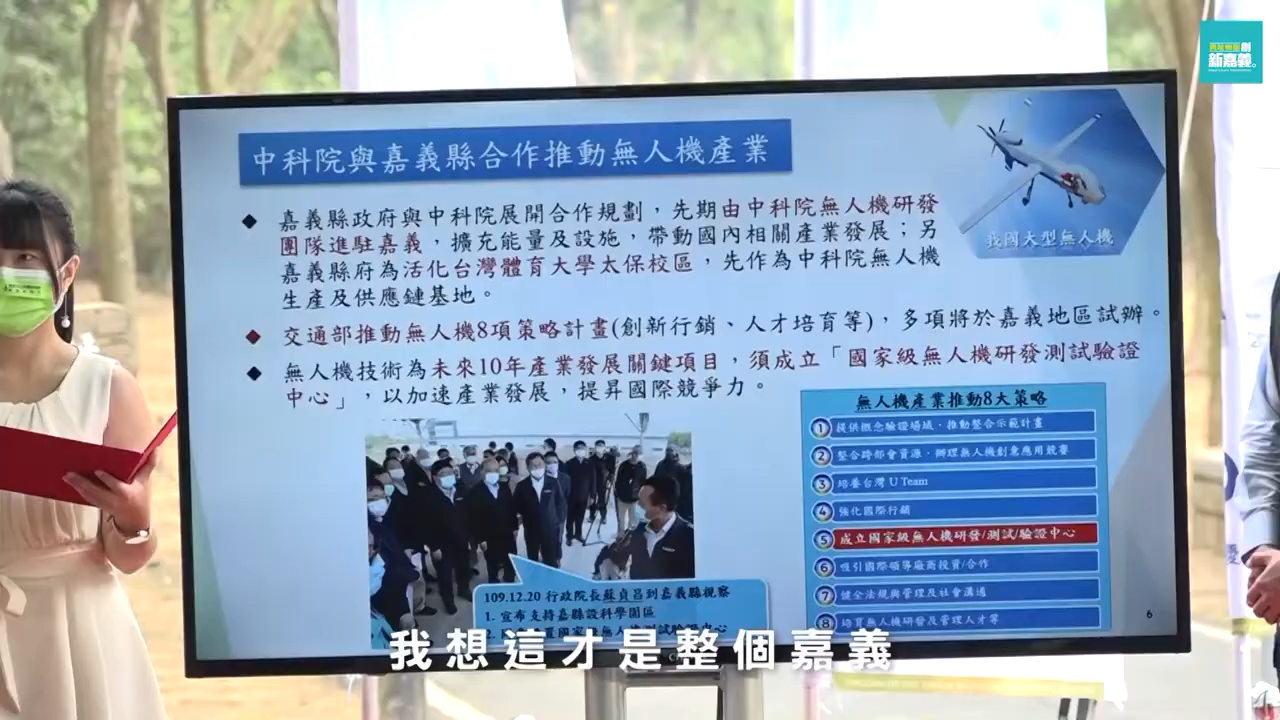 新嘉義。
中科院與嘉義縣合作推動無人機產業
我國大型無人機
嘉義縣政府與中科院展開合作規劃，先期由中科院無人機研發
團隊進駐嘉義，擴充能量及設施，帶動國內相關產業發展；另
嘉義縣府為活化台灣體育大學太保校區，先作為中科院無人機
生產及供應鏈基地。
交通部推動無人機8項策略計畫(創新行銷、人才培育等)，多項將於嘉義地區試辦。
無人機技術為未來10年產業發展關鍵項目，須成立「國家級無人機研發測試驗證
中心」，以加速產業發展，提昇國際競爭力。
無人機產業推動8大策略
1 提供概念驗證場域，推動整合示範計畫
2 整合跨部會資源，辦理無人機創意應用競賽
3 培養台灣 U Team
4 強化國際行銷
5 成立國家級無人機研發/測試/驗證中心
6 吸引國際領導廠商投資/合作
7 健全法規與管理及社會溝通
8 培育無人機研發及管理人才等
109.12.20 行政院長蘇貞昌到嘉義縣視察
1. 宣布支持嘉縣設科學園區
2.
6
我想這才是整個嘉義